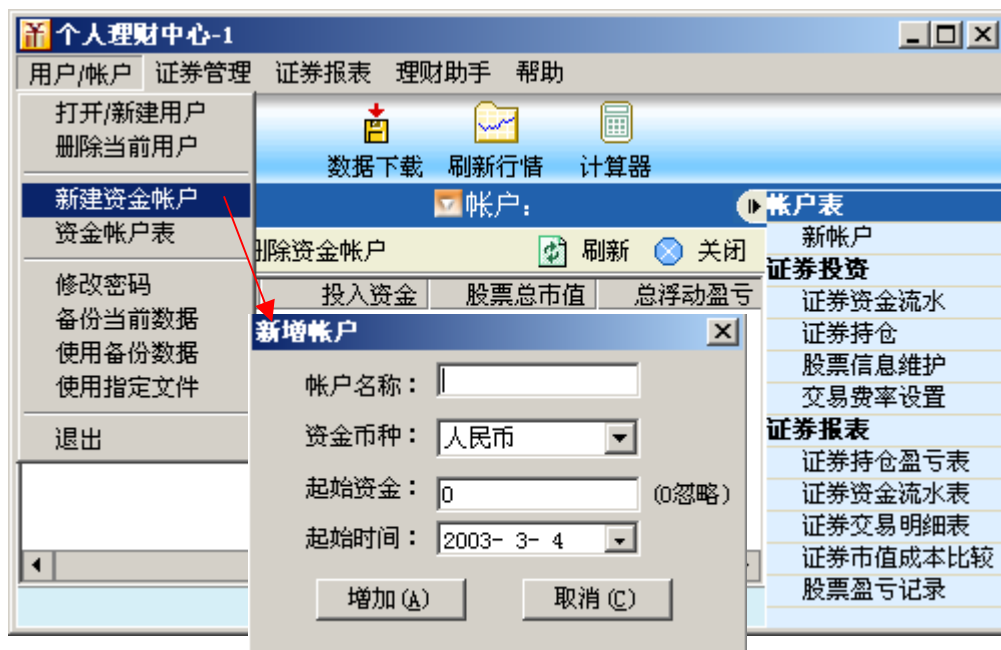 个人理财中心-1
用户/帐户 证券管理 证券报表 理财助手 帮助
打开/新建用户
删除当前用户
新建资金帐户
资金帐户表
修改密码
备份当前数据
使用备份数据
使用指定文件
退出
数据下载 刷新行情 计算器
帐户：
删除资金帐户 刷新 关闭
投入资金 股票总市值 总浮动盈亏
新增帐户
帐户名称：
资金币种： 人民币
起始资金： 0 (0忽略)
起始时间： 2003- 3- 4
增加(A) 取消(C)
帐户表
新帐户
证券投资
证券资金流水
证券持仓
股票信息维护
交易费率设置
证券报表
证券持仓盈亏表
证券资金流水表
证券交易明细表
证券市值成本比较
股票盈亏记录